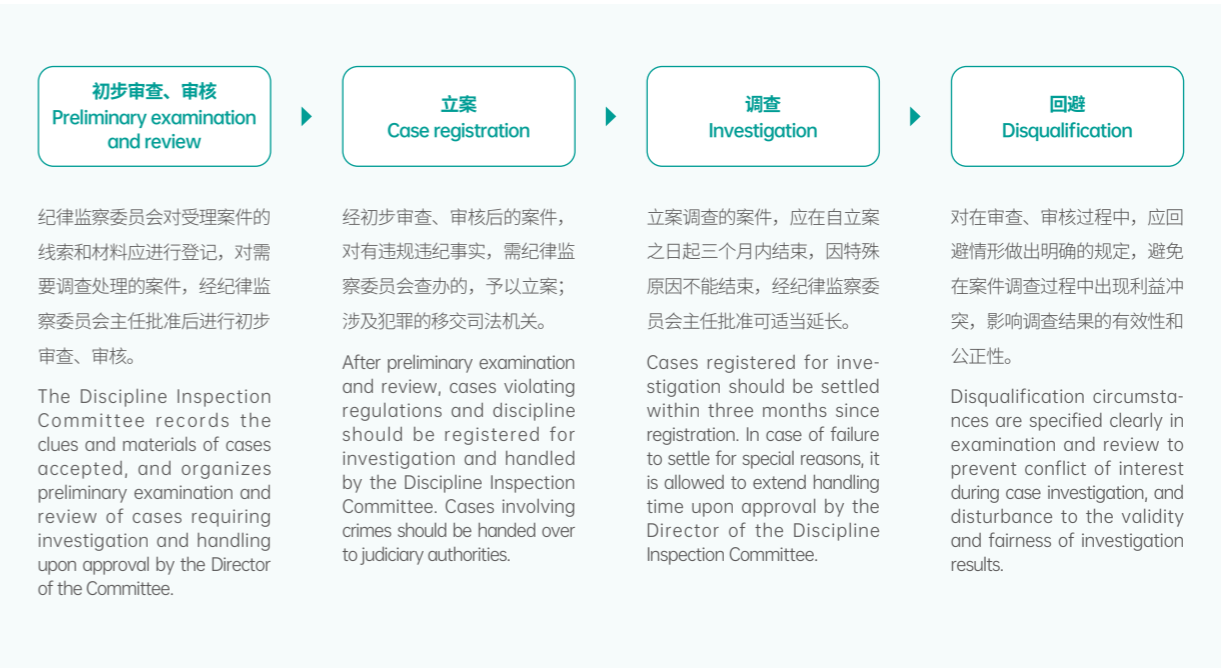 初步审查、审核
Preliminary examination
and review
纪律监察委员会对受理案件的
线索和材料应进行登记，对需
要调查处理的案件，经纪律监
察委员会主任批准后进行初步
审查、审核。
The Discipline Inspection
Committee records the
clues and materials of cases
accepted, and organizes
preliminary examination and
review of cases requiring
investigation and handling
upon approval by the Director
of the Committee.
立案
Case registration
经初步审查、审核后的案件，
对有违规违纪事实，需纪律监
察委员会查办的，予以立案；
涉及犯罪的移交司法机关。
After preliminary examination
and review, cases violating
regulations and discipline
should be registered for
investigation and handled
by the Discipline Inspection
Committee. Cases involving
crimes should be handed over
to judiciary authorities.
调查
Investigation
立案调查的案件，应在自立案
之日起三个月内结束，因特殊
原因不能结束，经纪律监察委
员会主任批准可适当延长。
Cases registered for inve-
stigation should be settled
within three months since
registration. In case of failure
to settle for special reasons, it
is allowed to extend handling
time upon approval by the
Director of the Discipline
Inspection Committee.
回避
Disqualification
对在审查、审核过程中，应回
避情形做出明确的规定，避免
在案件调查过程中出现利益冲
突，影响调查结果的有效性和
公正性。
Disqualification circumsta-
nces are specified clearly in
examination and review to
prevent conflict of interest
during case investigation, and
disturbance to the validity
and fairness of investigation
results.